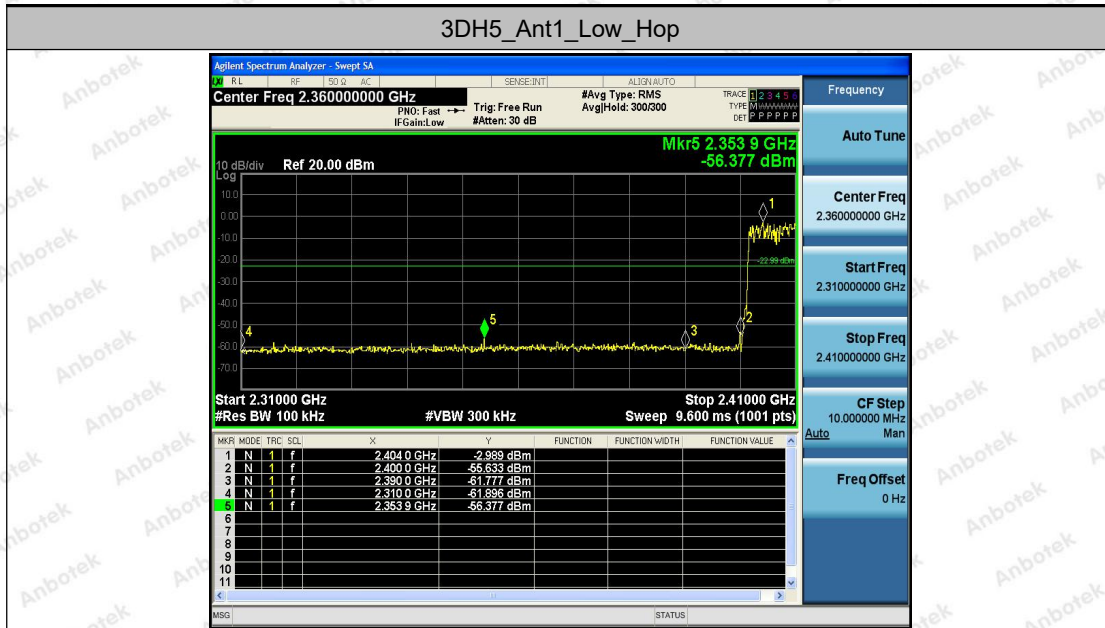 3DH5_Ant1_Low_Hop
Agilent Spectrum Analyzer - Swept SA
RL RF 50 Ω AC SENSE:INT ALIGN AUTO
Center Freq 2.360000000 GHz
PNO: Fast
IFGain:Low
Trig: Free Run
#Atten: 30 dB
#Avg Type: RMS
Avg|Hold: 300/300
TRACE 1 2 3 4 5 6
TYPE M
DET P P P P P P
Mkr5 2.353 9 GHz
-56.377 dBm
10 dB/div Ref 20.00 dBm
Log
10.0
0.00
-10.0
-20.0
-30.0
-40.0
-50.0
-60.0
-70.0
1
-22.99 dBm
4
5
3
2
Start 2.31000 GHz Stop 2.41000 GHz
#Res BW 100 kHz #VBW 300 kHz Sweep 9.600 ms (1001 pts)
MKR MODE TRC SCL X Y FUNCTION FUNCTION WIDTH FUNCTION VALUE
1 N 1 f 2.404 0 GHz -2.989 dBm
2 N 1 f 2.400 0 GHz -55.633 dBm
3 N 1 f 2.390 0 GHz -61.777 dBm
4 N 1 f 2.310 0 GHz -61.896 dBm
5 N 1 f 2.353 9 GHz -56.377 dBm
6
7
8
9
10
11
MSG STATUS
Frequency
Auto Tune
Center Freq
2.360000000 GHz
Start Freq
2.310000000 GHz
Stop Freq
2.410000000 GHz
CF Step
10.000000 MHz
Auto Man
Freq Offset
0 Hz
Anbotek